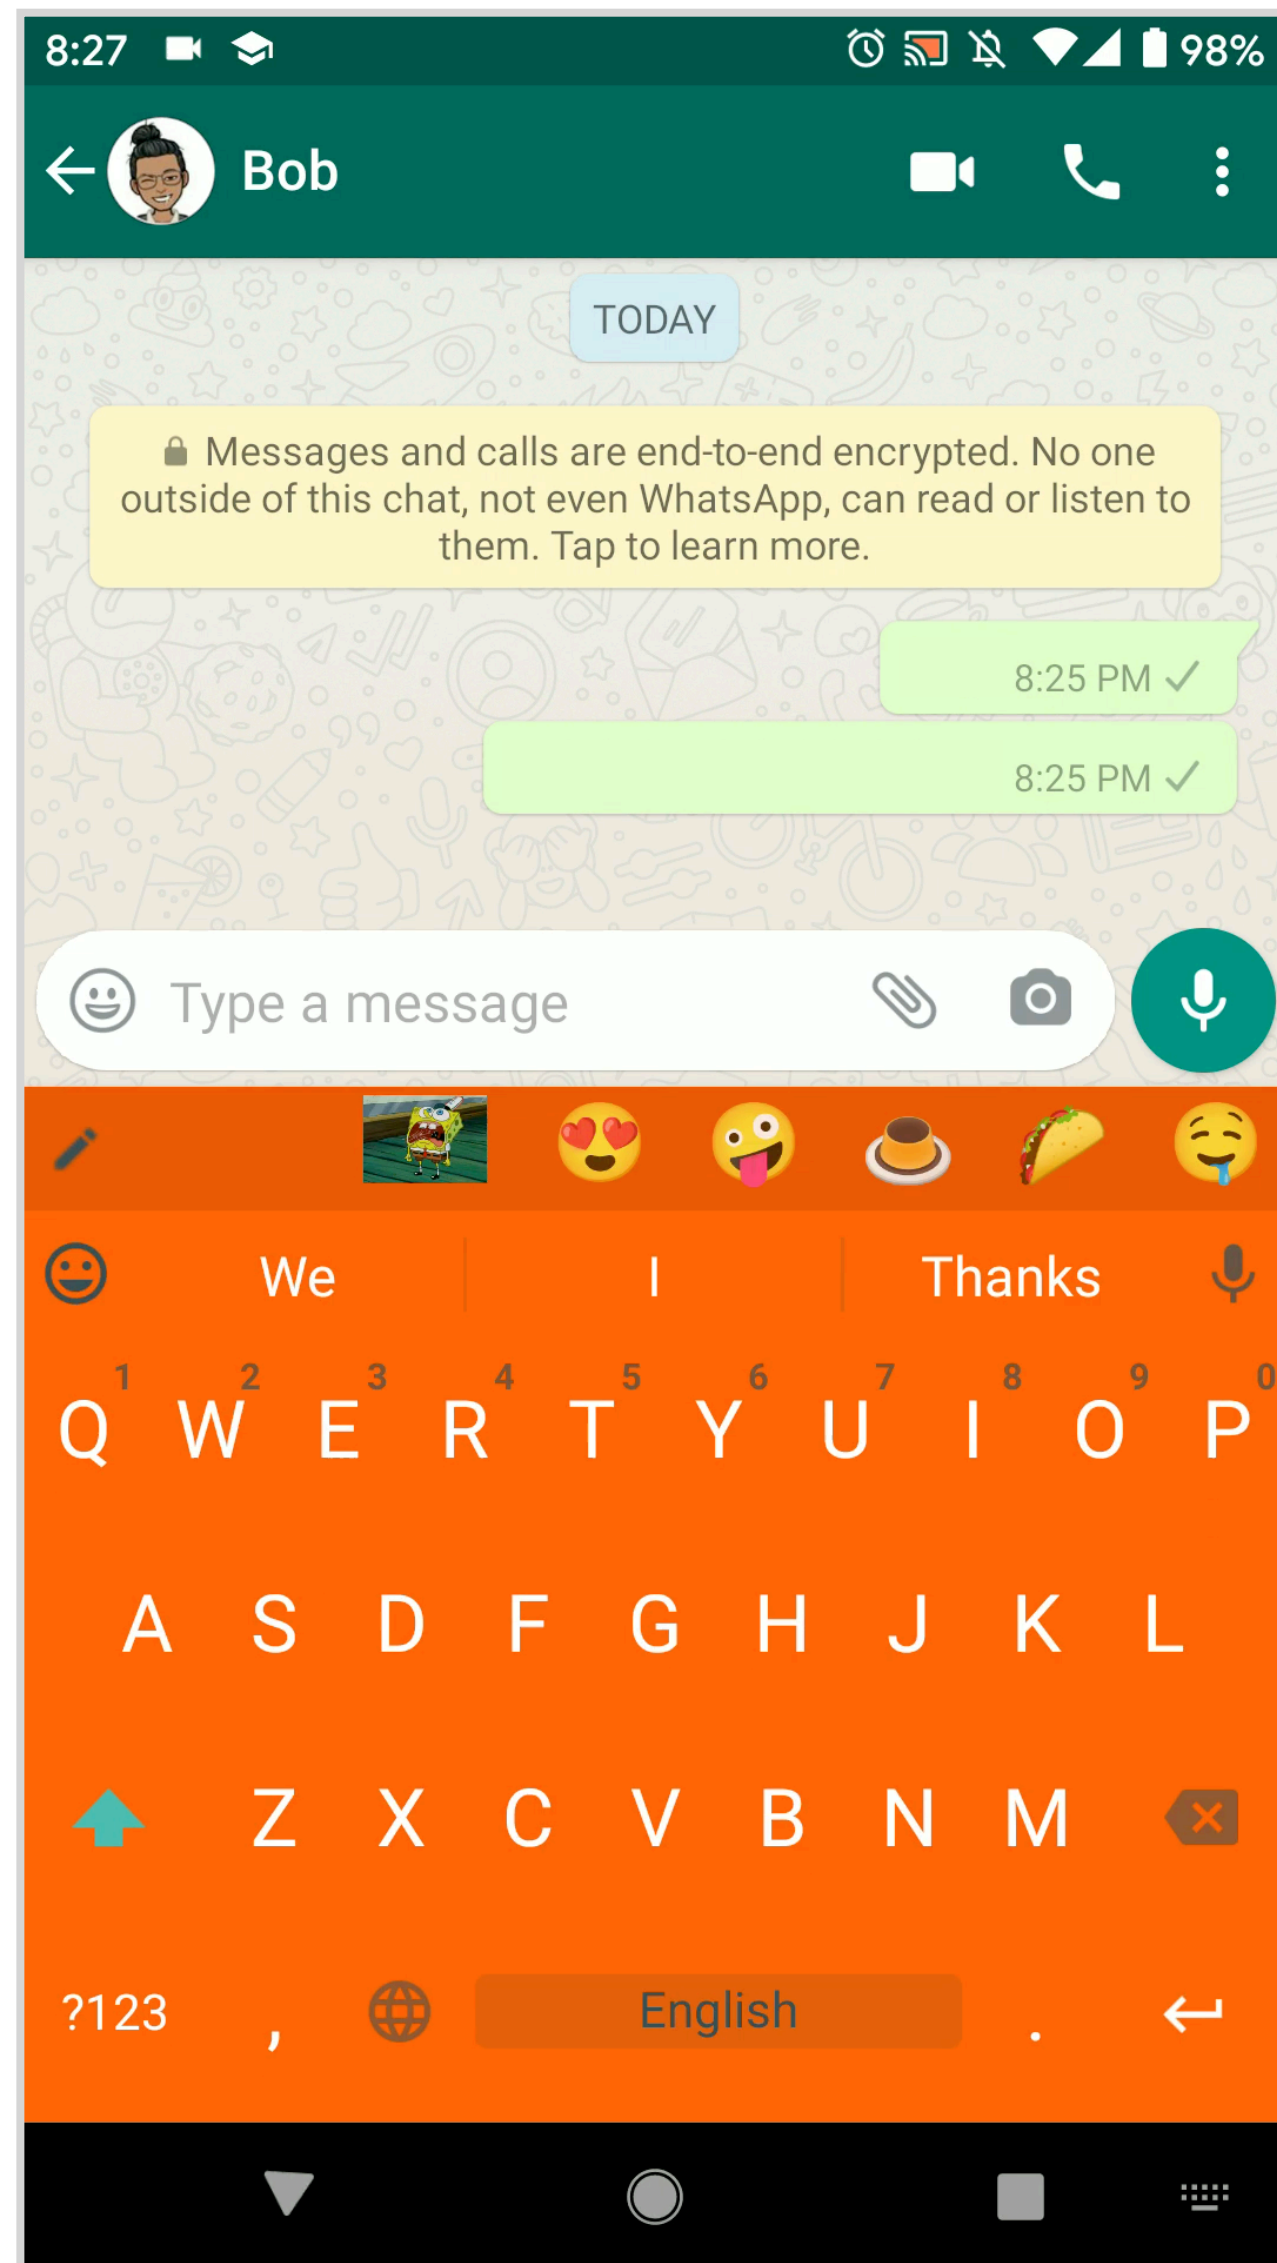 8:27 98%
Bob
TODAY
Messages and calls are end-to-end encrypted. No one
outside of this chat, not even WhatsApp, can read or listen to
them. Tap to learn more.
8:25 PM
8:25 PM
Type a message
We I Thanks
1 2 3 4 5 6 7 8 9 0
Q W E R T Y U I O P
A S D F G H J K L
Z X C V B N M
?123 , English .